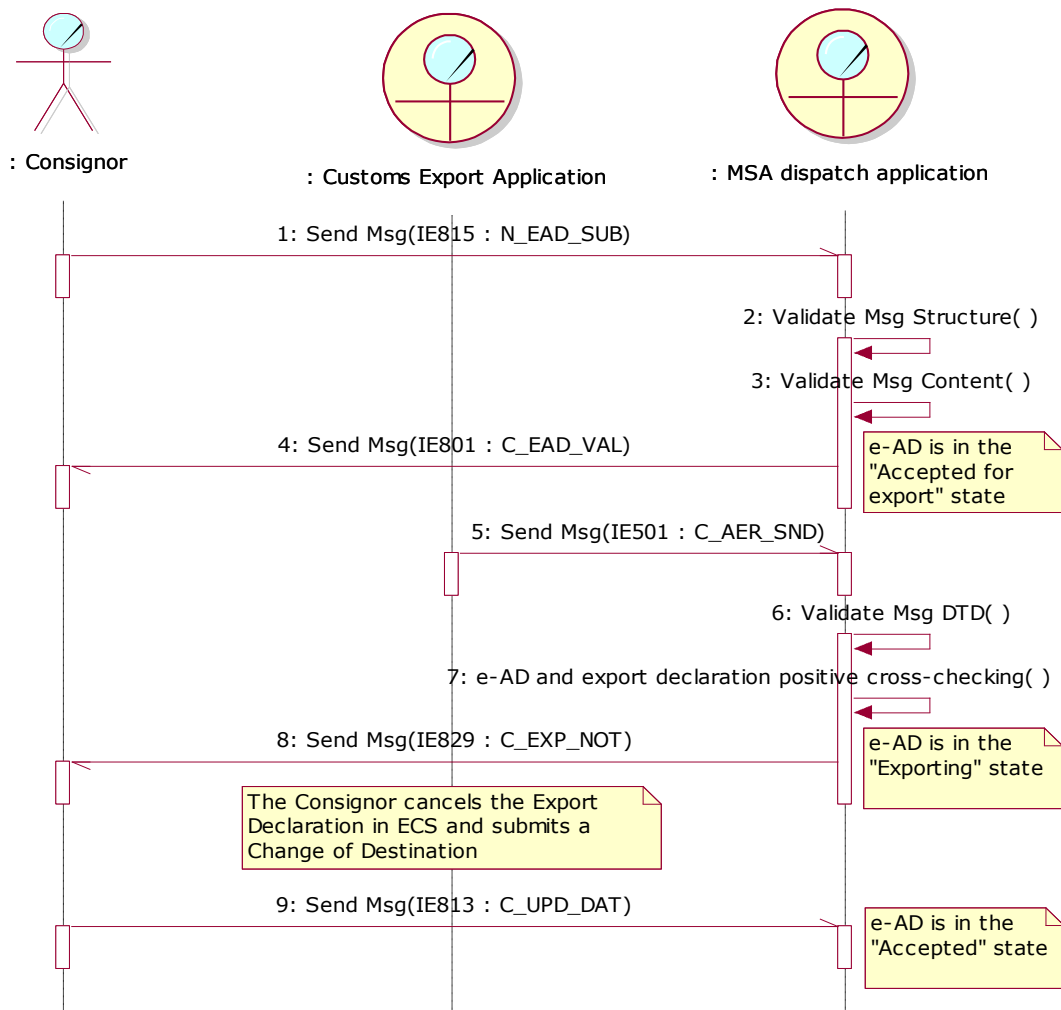 : Consignor
: Customs Export Application
: MSA dispatch application
1: Send Msg(IE815 : N_EAD_SUB)
2: Validate Msg Structure( )
3: Validate Msg Content( )
4: Send Msg(IE801 : C_EAD_VAL)
e-AD is in the
"Accepted for
export" state
5: Send Msg(IE501 : C_AER_SND)
6: Validate Msg DTD( )
7: e-AD and export declaration positive cross-checking( )
8: Send Msg(IE829 : C_EXP_NOT)
e-AD is in the
"Exporting" state
The Consignor cancels the Export
Declaration in ECS and submits a
Change of Destination
9: Send Msg(IE813 : C_UPD_DAT)
e-AD is in the
"Accepted" state